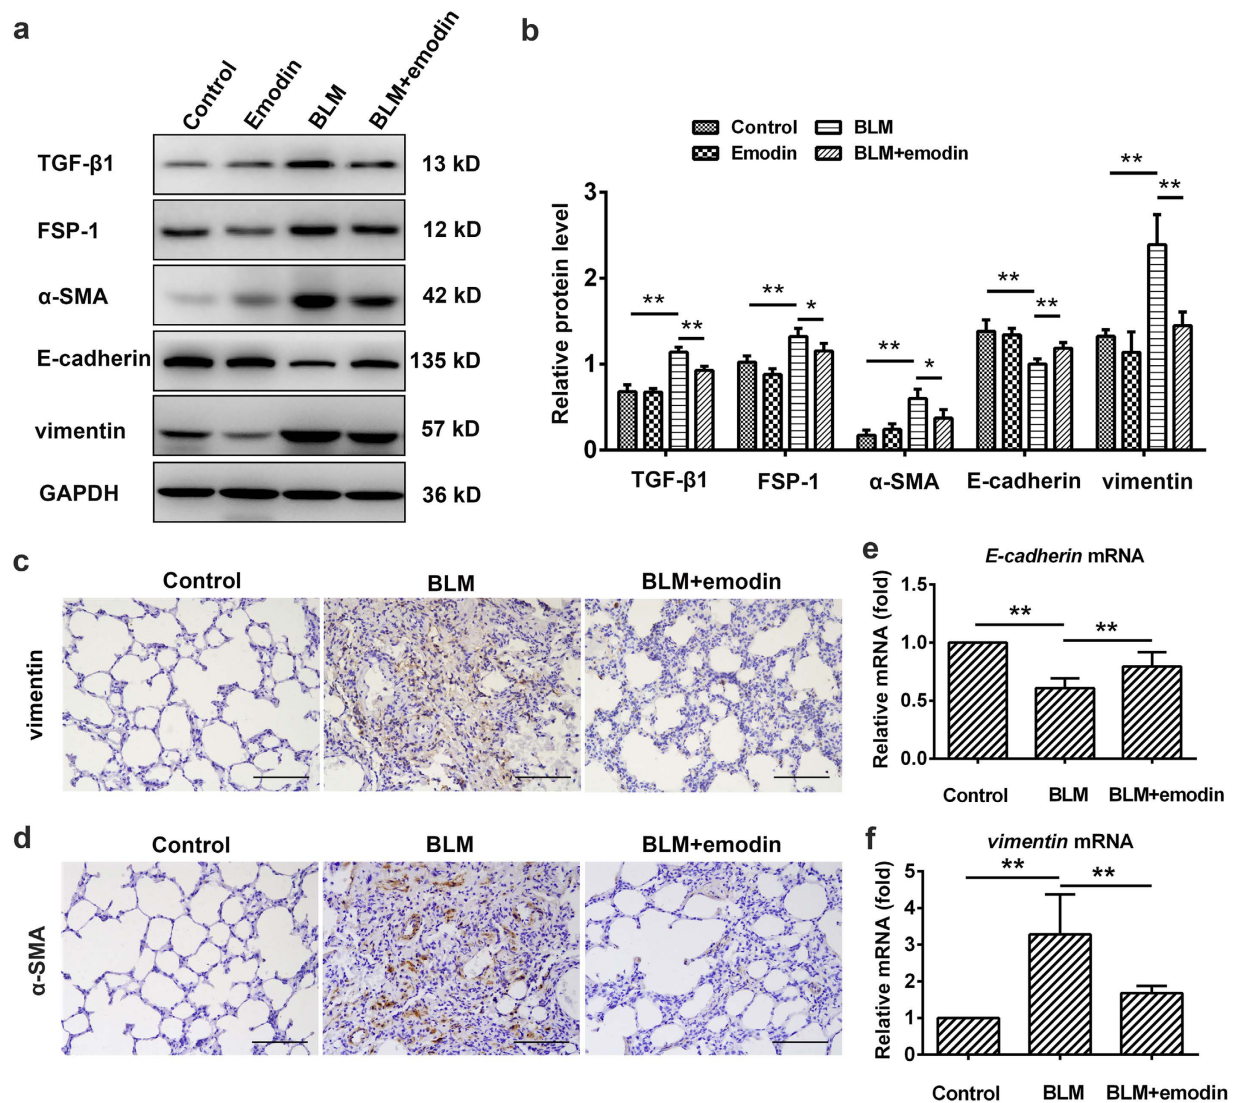 a
Control
Emodin
BLM
BLM+emodin
TGF-β1
13 kD
FSP-1
12 kD
α-SMA
42 kD
E-cadherin
135 kD
vimentin
57 kD
GAPDH
36 kD
b
Control
BLM
Emodin
BLM+emodin
Relative protein level
3
2
1
0
** ** ** * ** * ** ** ** **
TGF-β1 FSP-1 α-SMA E-cadherin vimentin
c
Control BLM BLM+emodin
vimentin
d
Control BLM BLM+emodin
α-SMA
e
E-cadherin mRNA
Relative mRNA (fold)
1.5
1.0
0.5
0.0
** **
Control BLM BLM+emodin
f
vimentin mRNA
Relative mRNA (fold)
5
4
3
2
1
0
** **
Control BLM BLM+emodin